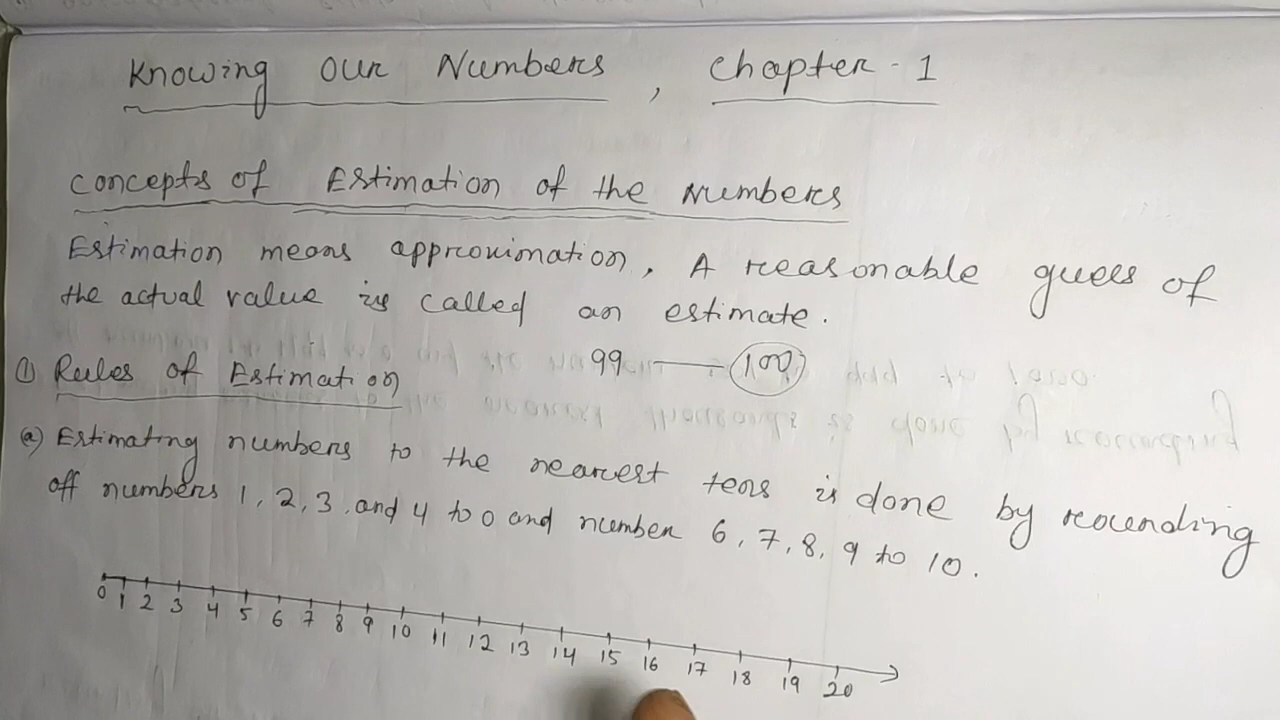 Knowing Our Numbers, Chapter - 1
Concepts of Estimation of the Numbers
Estimation means approximation, A reasonable guess of
the actual value is called an estimate.
99 — 100
① Rules of Estimation
(a) Estimating numbers to the nearest tens is done by rounding
off numbers 1, 2, 3, and 4 to 0 and number 6, 7, 8, 9 to 10.
0 1 2 3 4 5 6 7 8 9 10 11 12 13 14 15 16 17 18 19 20